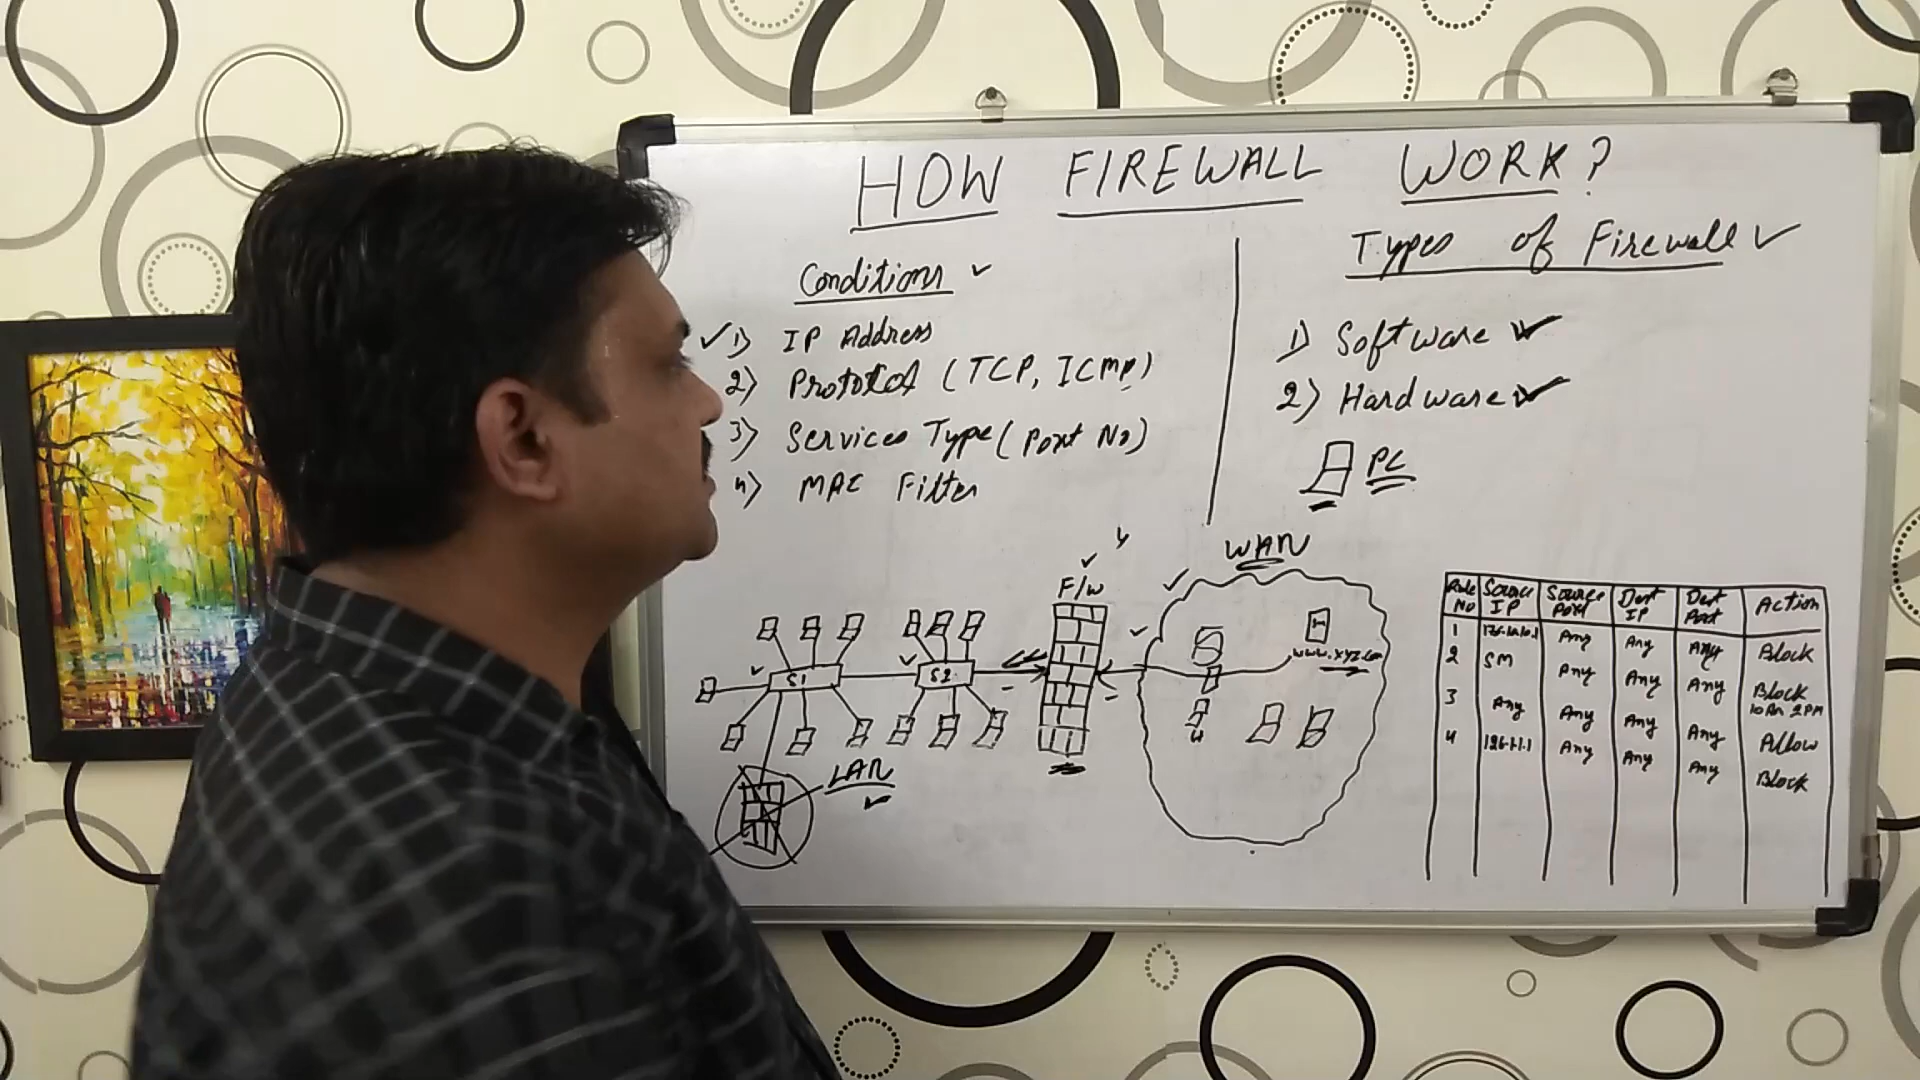 HOW FIREWALL WORK?
Conditions
1) IP Address
2) Protocol (TCP, ICMP)
3) Services Type (Port No)
4) MAC Filter
Types of Firewall
1) Software
2) Hardware
PC
S1
S2
F/W
WAN
www.xyz.com
LAN
Rule No Source IP Source Port Dest IP Dest Port Action
1 Any Any Any Block
2 SM Any Any Any Block 10Am 2PM
3 Any Any Any Any Allow
4 126.1.1.1 Any Any Any Block